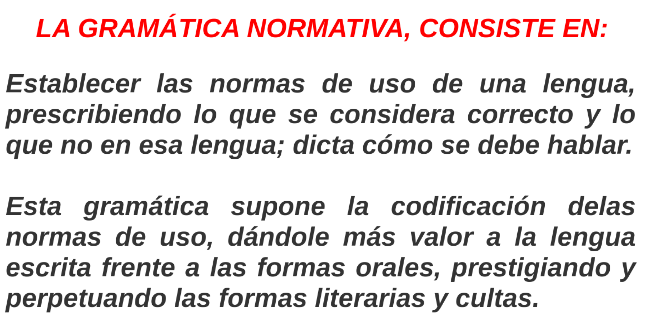 LA GRAMÁTICA NORMATIVA, CONSISTE EN:
Establecer las normas de uso de una lengua,
prescribiendo lo que se considera correcto y lo
que no en esa lengua; dicta cómo se debe hablar.
Esta gramática supone la codificación delas
normas de uso, dándole más valor a la lengua
escrita frente a las formas orales, prestigiando y
perpetuando las formas literarias y cultas.